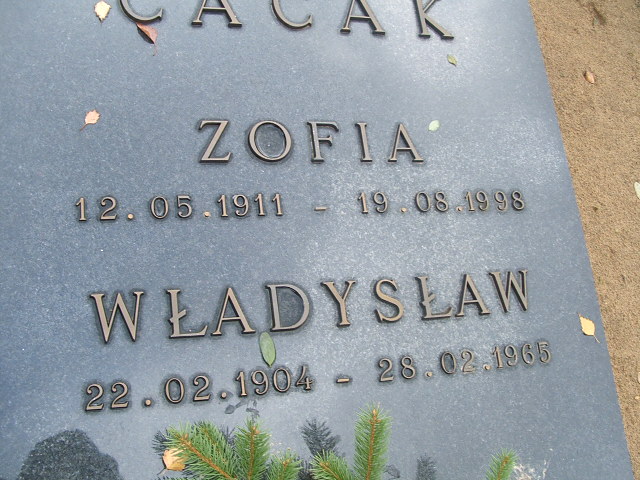 CACAK
ZOFIA
12.05.1911 - 19.08.1998
WŁADYSŁAW
22.02.1904 - 28.02.1965